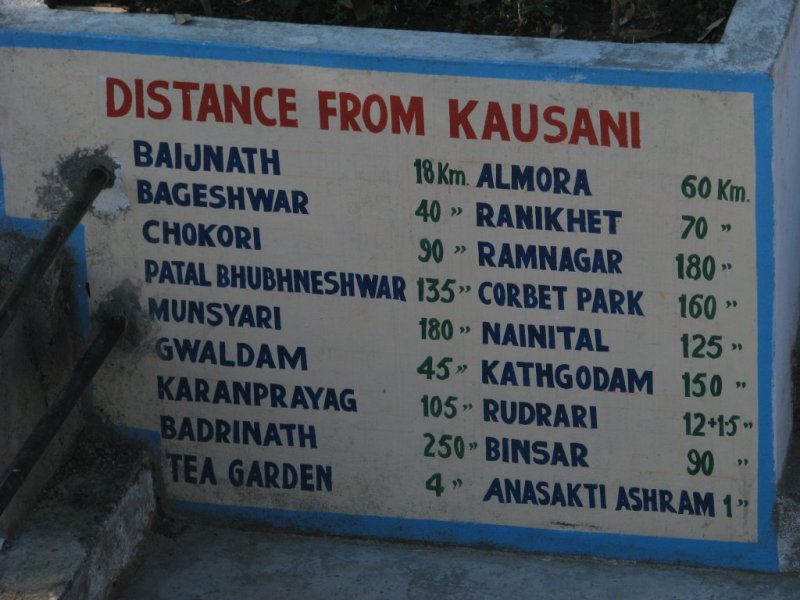 DISTANCE FROM KAUSANI
BAIJNATH 18 Km.
BAGESHWAR 40 "
CHOKORI 90 "
PATAL BHUBHNESHWAR 135 "
MUNSYARI 180 "
GWALDAM 45 "
KARANPRAYAG 105 "
BADRINATH 250 "
TEA GARDEN 4 "
ALMORA 60 Km.
RANIKHET 70 "
RAMNAGAR 180 "
CORBET PARK 160 "
NAINITAL 125 "
KATHGODAM 150 "
RUDRARI 12+1.5 "
BINSAR 90 "
ANASAKTI ASHRAM 1 "